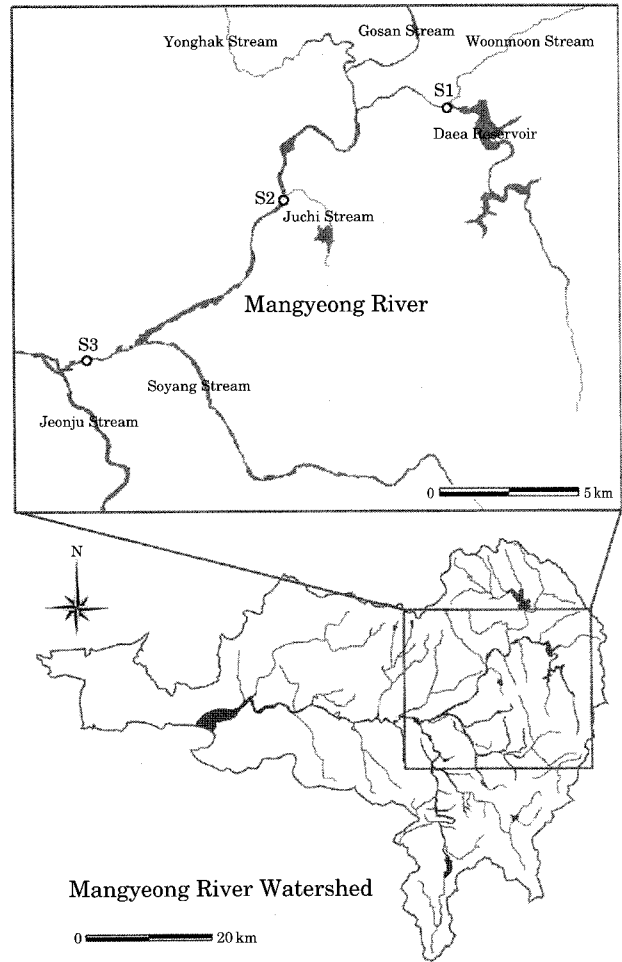 Gosan Stream
Yonghak Stream
Woonmoon Stream
S1
Daea Reservoir
S2
Juchi Stream
Mangyeong River
S3
Soyang Stream
Jeonju Stream
0 5 km
N
Mangyeong River Watershed
0 20 km